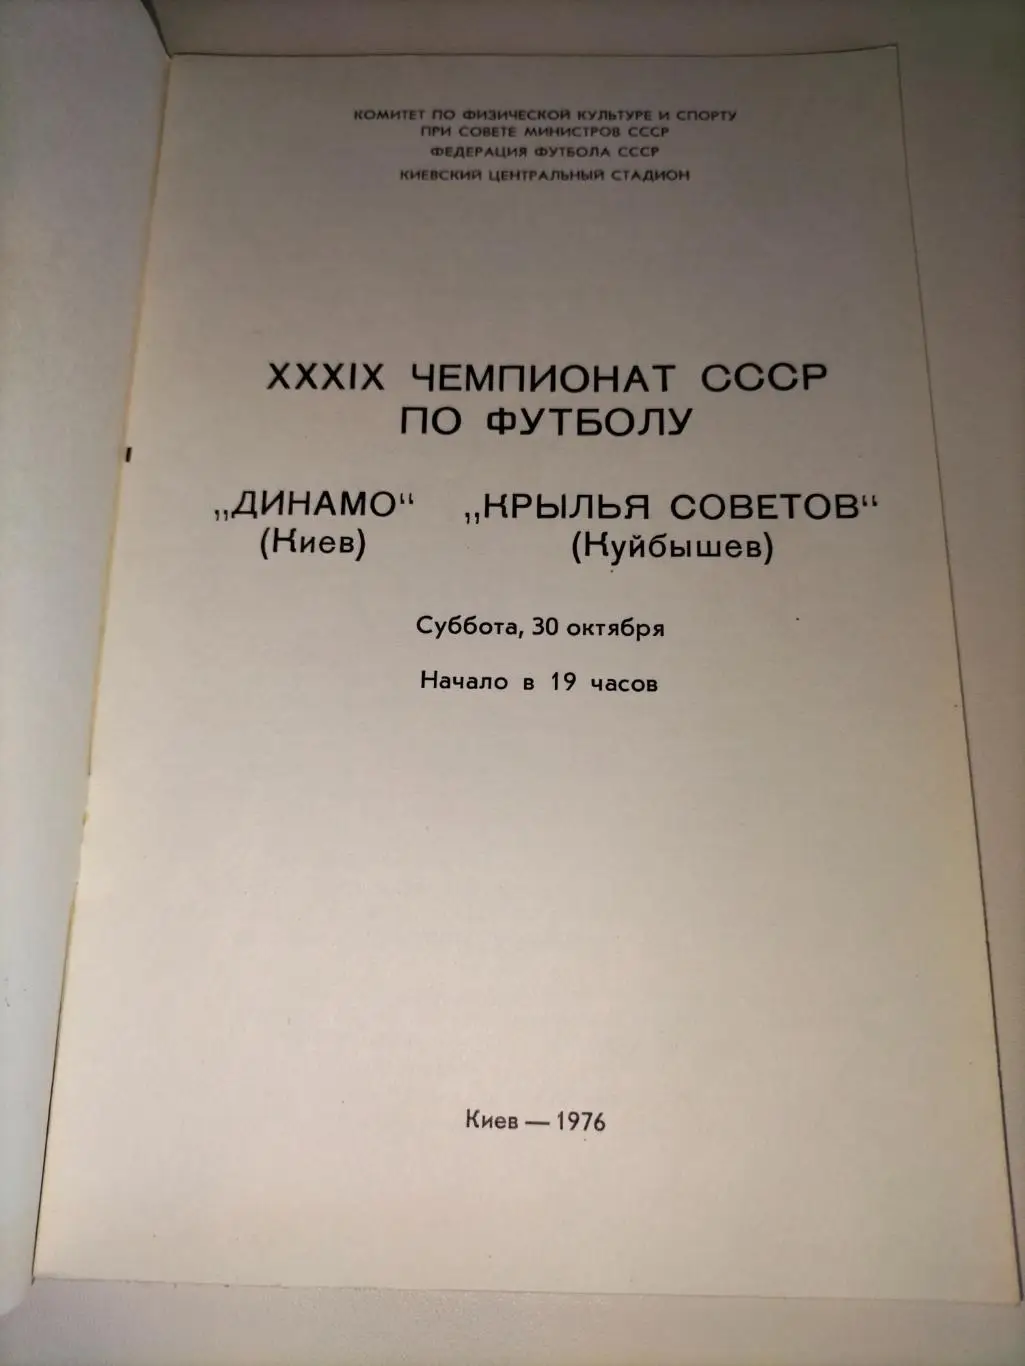 КОМИТЕТ ПО ФИЗИЧЕСКОЙ КУЛЬТУРЕ И СПОРТУ
ПРИ СОВЕТЕ МИНИСТРОВ СССР
ФЕДЕРАЦИЯ ФУТБОЛА СССР
КИЕВСКИЙ ЦЕНТРАЛЬНЫЙ СТАДИОН
XXXIX ЧЕМПИОНАТ СССР
ПО ФУТБОЛУ
„ДИНАМО“ „КРЫЛЬЯ СОВЕТОВ“
(Киев) (Куйбышев)
Суббота, 30 октября
Начало в 19 часов
Киев — 1976